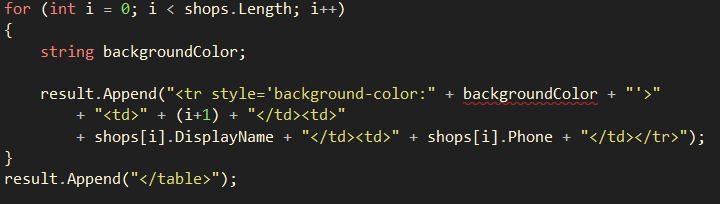 for (int i = 0; i < shops.Length; i++)
{
    string backgroundColor;
    result.Append("<tr style='background-color:" + backgroundColor + "'>"
        + "<td>" + (i+1) + "</td><td>"
        + shops[i].DisplayName + "</td><td>" + shops[i].Phone + "</td></tr>");
}
result.Append("</table>");